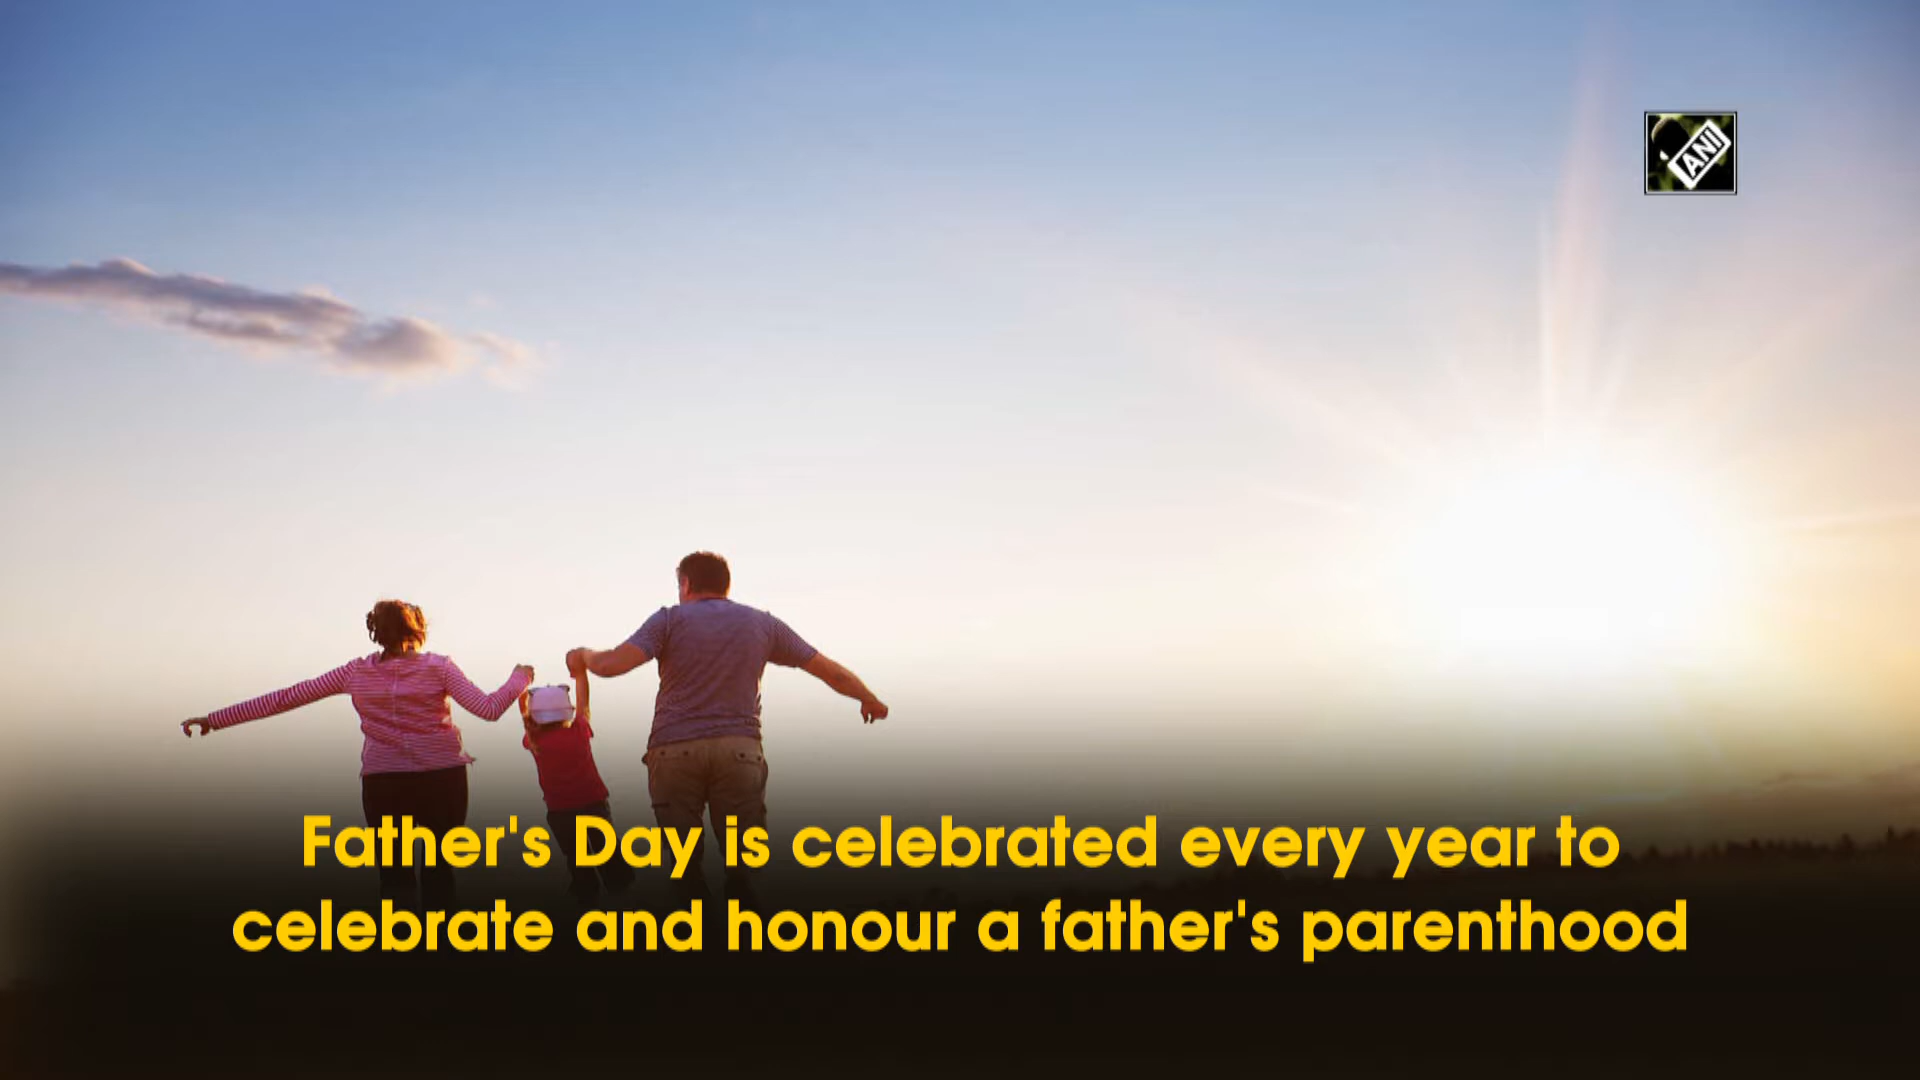 ANI
Father's Day is celebrated every year to
celebrate and honour a father's parenthood